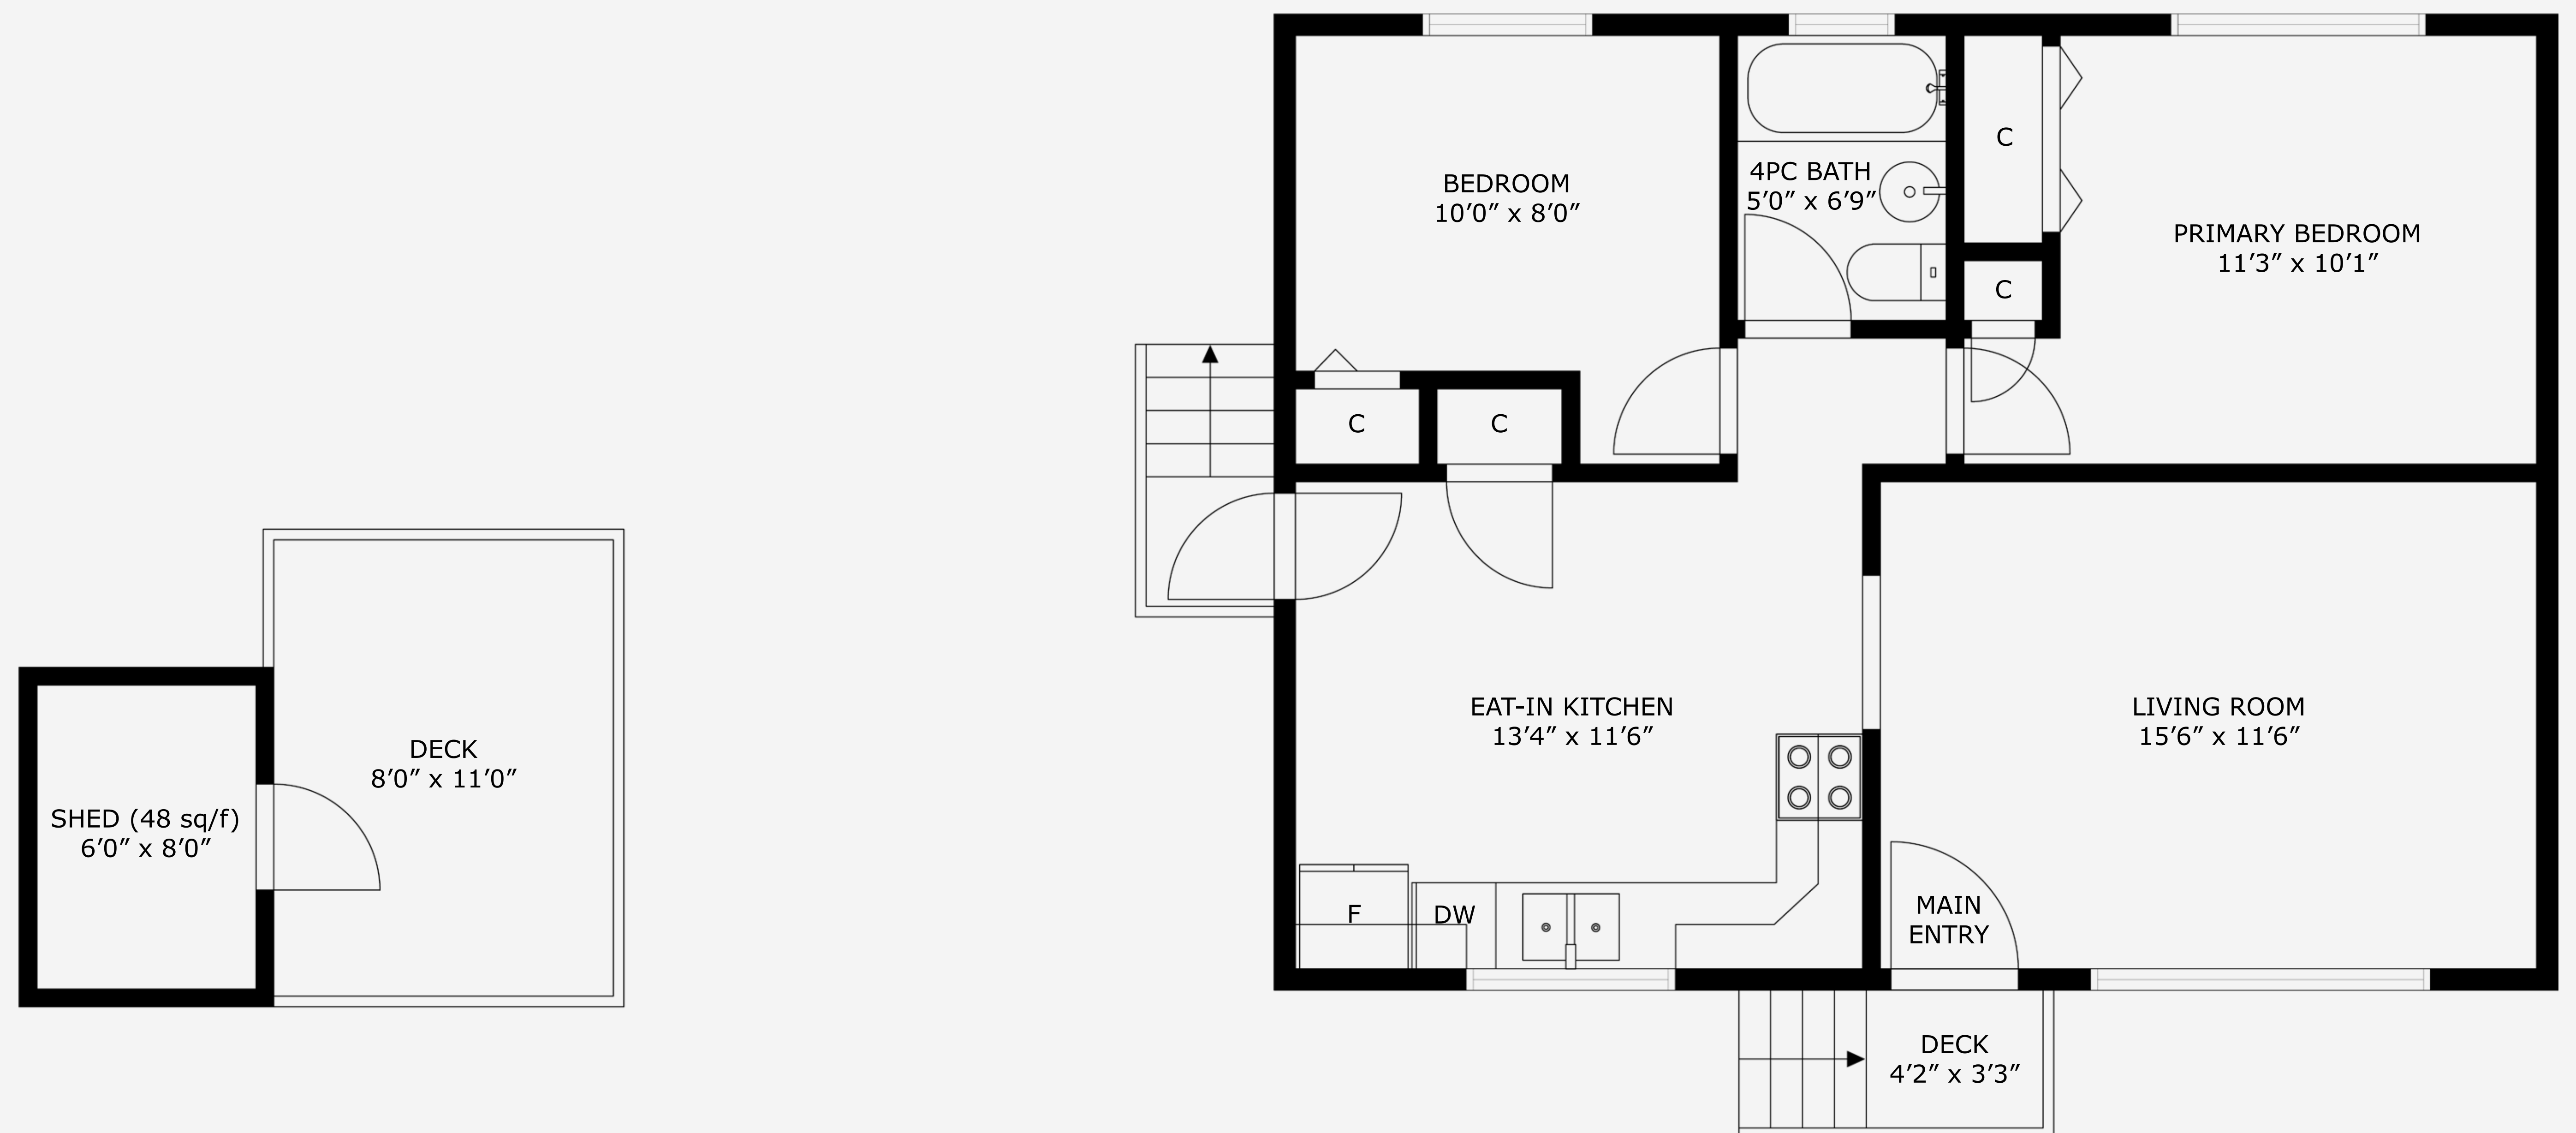 BEDROOM
10'0" x 8'0"
4PC BATH
5'0" x 6'9"
C
C
PRIMARY BEDROOM
11'3" x 10'1"
C
C
EAT-IN KITCHEN
13'4" x 11'6"
F
DW
LIVING ROOM
15'6" x 11'6"
MAIN
ENTRY
DECK
4'2" x 3'3"
DECK
8'0" x 11'0"
SHED (48 sq/f)
6'0" x 8'0"